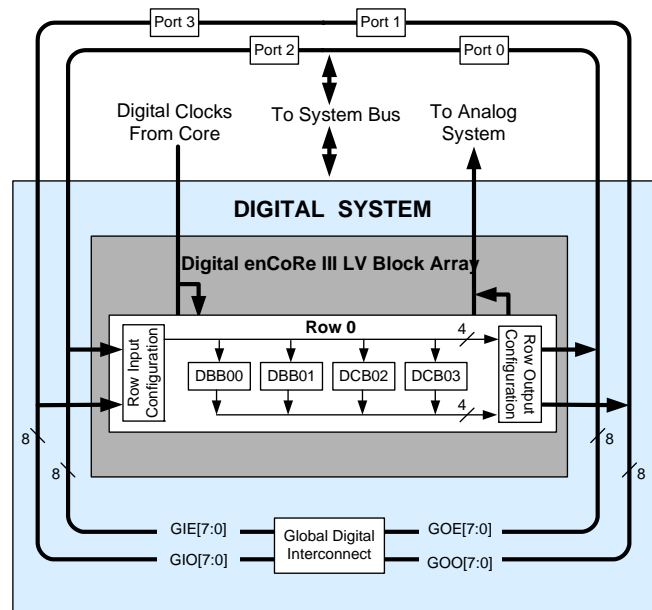 Port 3
Port 1
Port 2
Port 0
Digital Clocks
From Core
To System Bus
To Analog
System
DIGITAL SYSTEM
Digital enCoRe III LV Block Array
Row 0
4
Row Input
Configuration
DBB00
DBB01
DCB02
DCB03
4
Row Output
Configuration
8
8
8
8
GIE[7:0]
GIO[7:0]
Global Digital
Interconnect
GOE[7:0]
GOO[7:0]